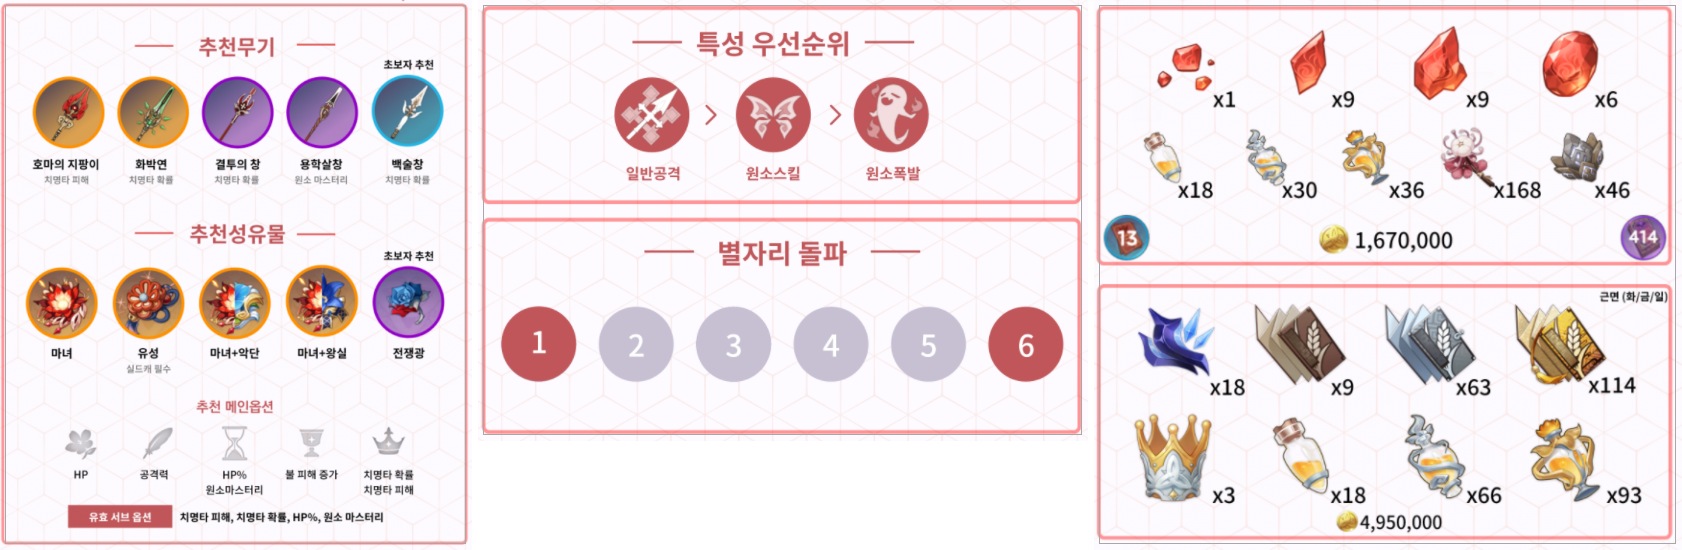 추천무기
초보자 추천
호마의 지팡이 화박연 결투의 창 용학살창 백술창
치명타 피해 치명타 확률 치명타 확률 원소 마스터리 치명타 확률
추천성유물
초보자 추천
마녀 유성 마녀+악단 마녀+왕실 전쟁광
실드캐 필수
추천 메인옵션
HP 공격력 HP% 불 피해 증가 치명타 확률
원소마스터리 치명타 피해
유효 서브 옵션 치명타 피해, 치명타 확률, HP%, 원소 마스터리
특성 우선순위
일반공격 > 원소스킬 > 원소폭발
별자리 돌파
1 2 3 4 5 6
x1 x9 x9 x6
x18 x30 x36 x168 x46
13 1,670,000 414
근면 (화/금/일)
x18 x9 x63 x114
x3 x18 x66 x93
4,950,000